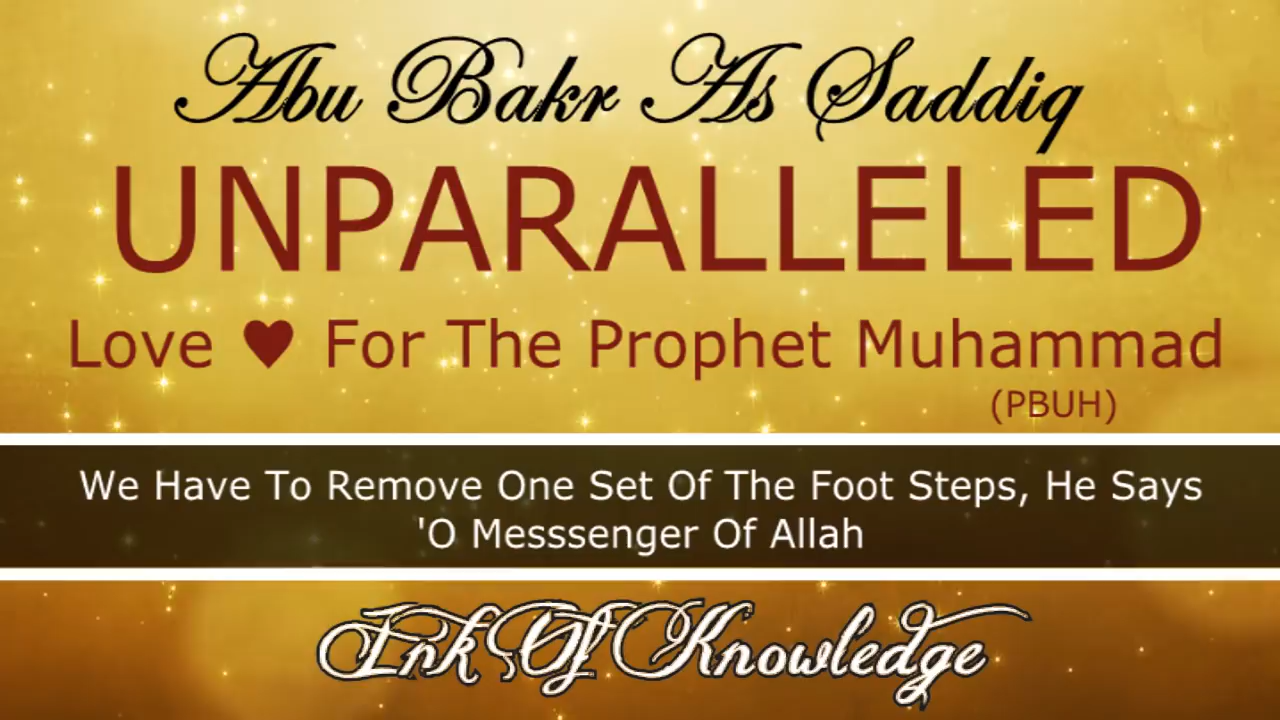 Abu Bakr As Saddiq
UNPARALLELED
Love ♥ For The Prophet Muhammad
(PBUH)
We Have To Remove One Set Of The Foot Steps, He Says
'O Messsenger Of Allah
Ink Of Knowledge